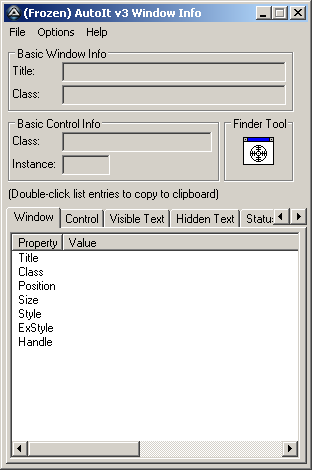 (Frozen) AutoIt v3 Window Info
File Options Help
Basic Window Info
Title:
Class:
Basic Control Info
Finder Tool
Class:
Instance:
(Double-click list entries to copy to clipboard)
Window Control Visible Text Hidden Text Status
Property Value
Title
Class
Position
Size
Style
ExStyle
Handle